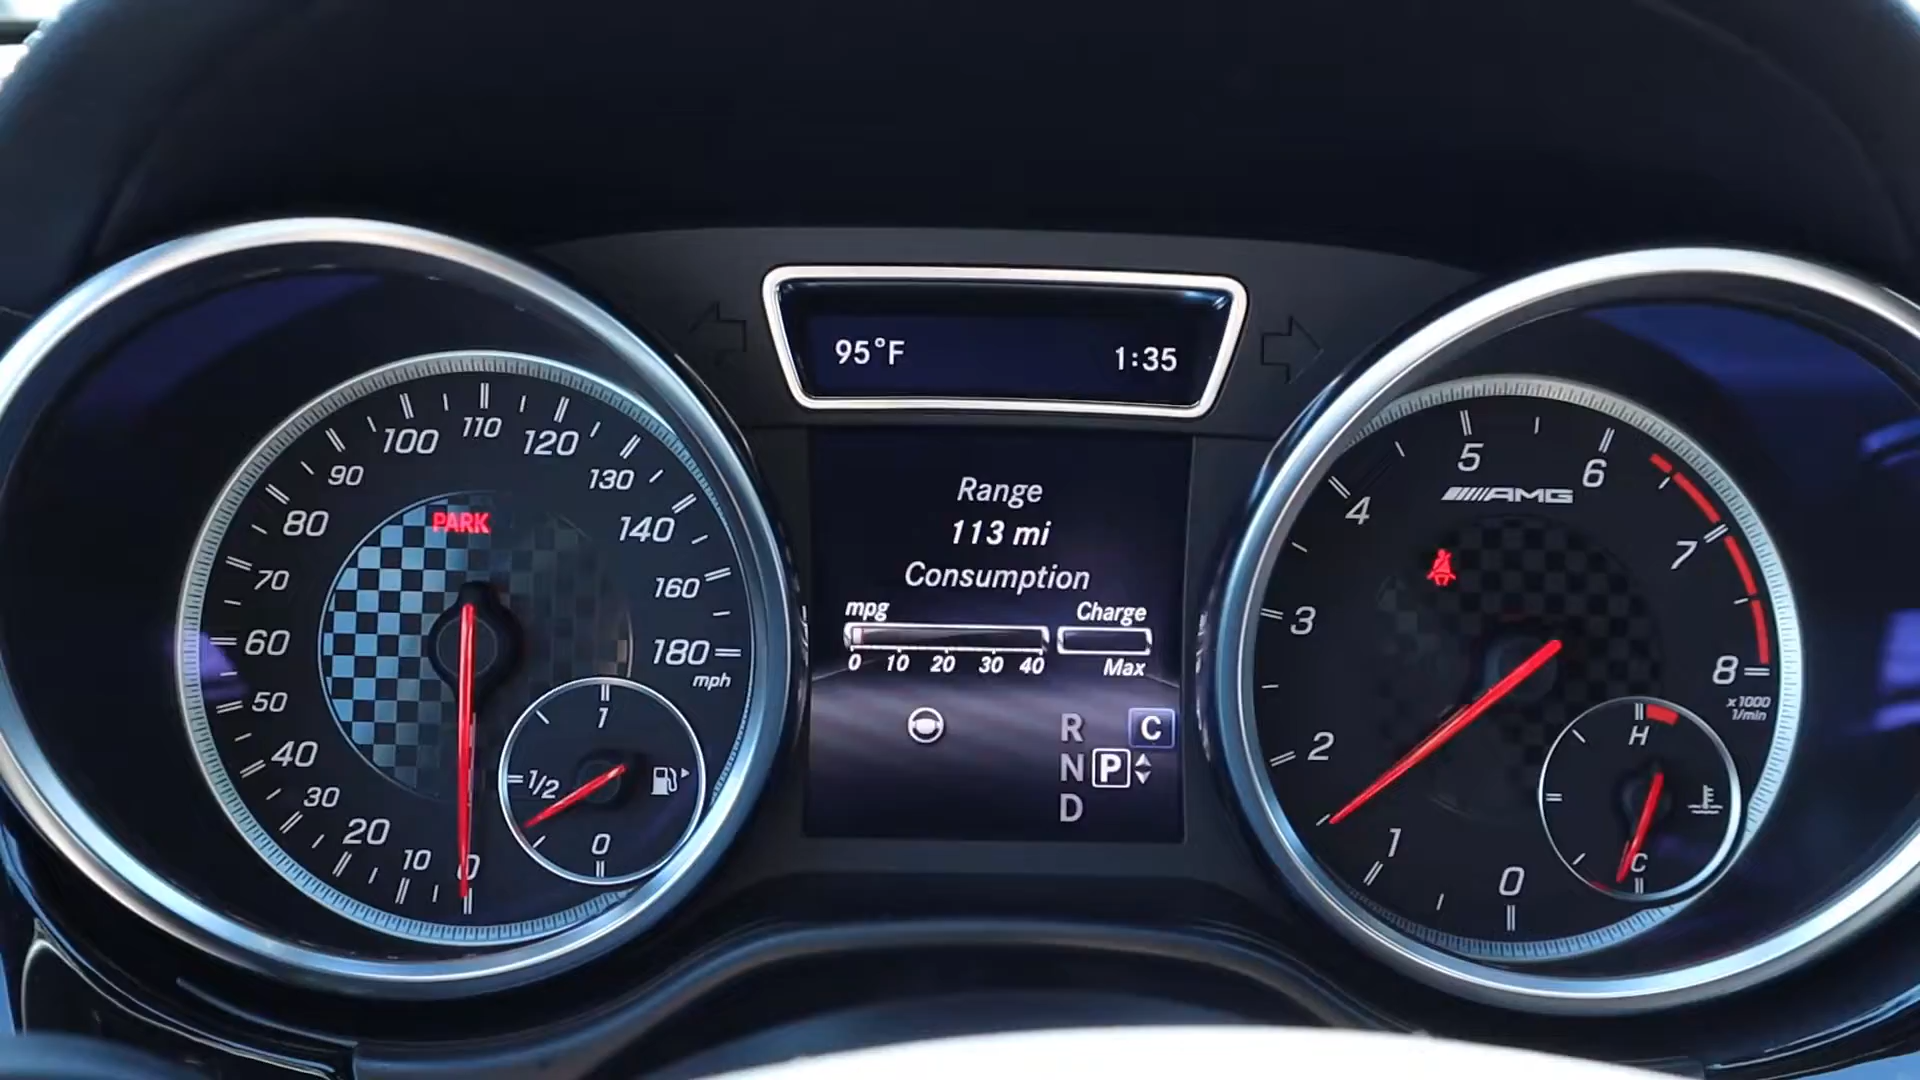 95°F 1:35
Range
113 mi
Consumption
mpg Charge
0 10 20 30 40 Max
R C
N P
D
PARK
0 10 20 30 40 50 60 70 80 90 100 110 120 130 140 160 180
mph
1
1/2
0
AMG
0 1 2 3 4 5 6 7 8
x1000
1/min
H
C